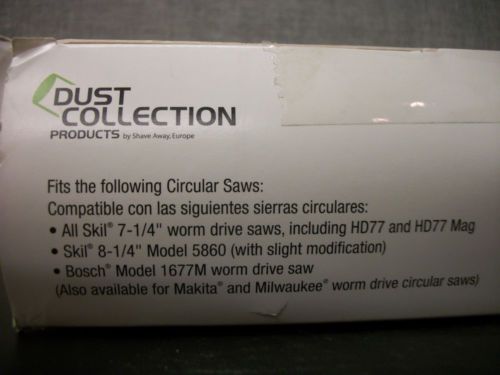 DUST
COLLECTION
PRODUCTS by Shave Away, Europe
Fits the following Circular Saws:
Compatible con las siguientes sierras circulares:
• All Skil® 7-1/4" worm drive saws, including HD77 and HD77 Mag
• Skil® 8-1/4" Model 5860 (with slight modification)
• Bosch® Model 1677M worm drive saw
(Also available for Makita® and Milwaukee® worm drive circular saws)